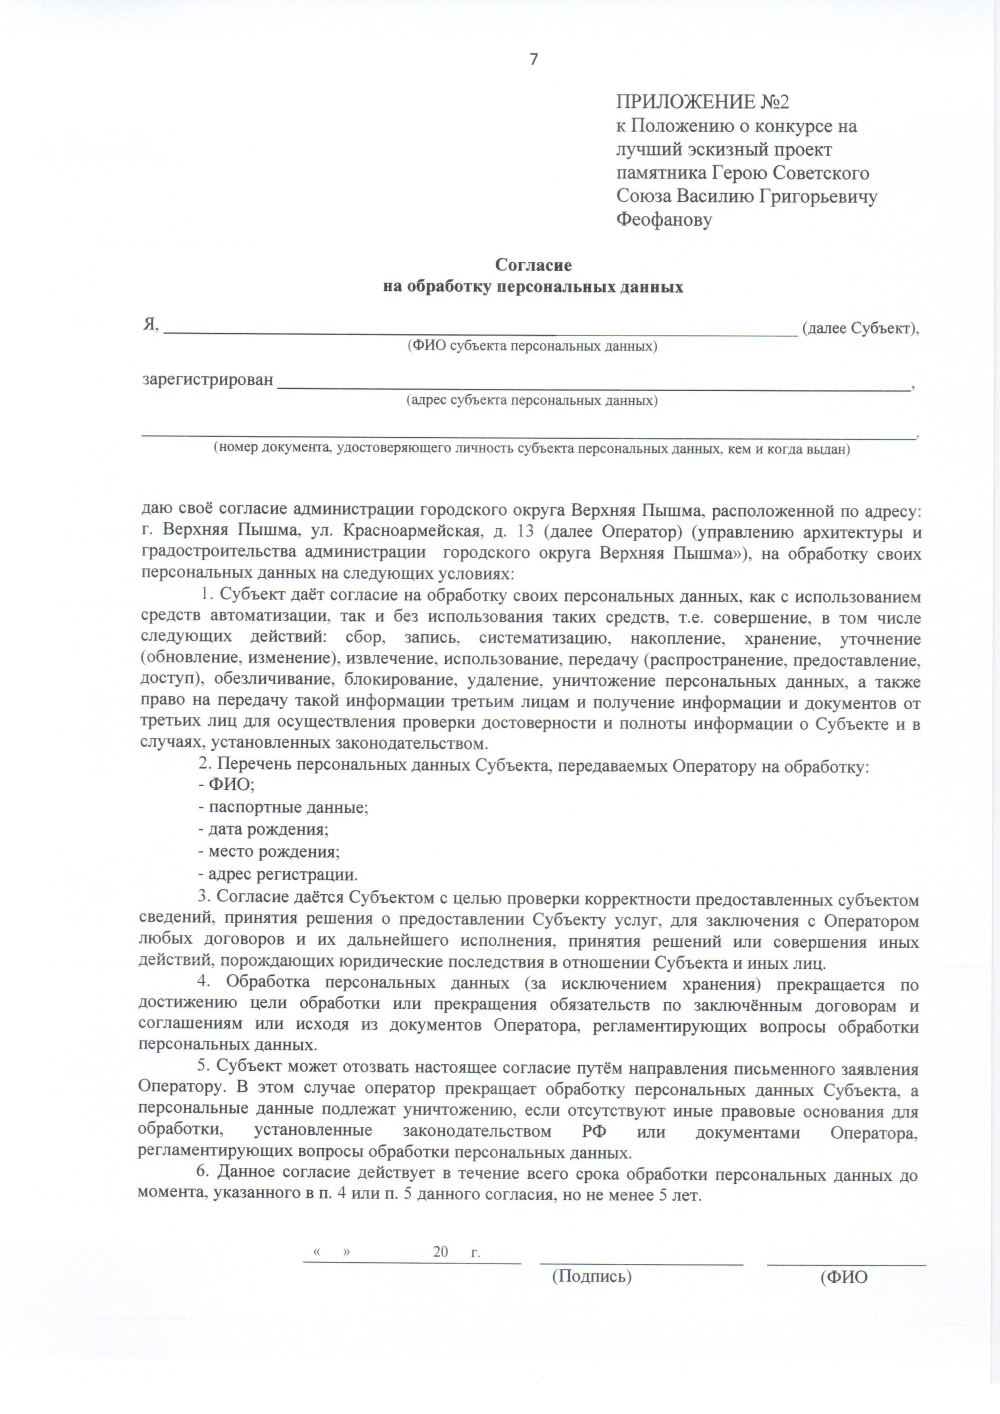 7
ПРИЛОЖЕНИЕ №2
к Положению о конкурсе на
лучший эскизный проект
памятника Герою Советского
Союза Василию Григорьевичу
Феофанову
Согласие
на обработку персональных данных
Я, (далее Субъект),
(ФИО субъекта персональных данных)
зарегистрирован ,
(адрес субъекта персональных данных)
,
(номер документа, удостоверяющего личность субъекта персональных данных, кем и когда выдан)
даю своё согласие администрации городского округа Верхняя Пышма, расположенной по адресу:
г. Верхняя Пышма, ул. Красноармейская, д. 13 (далее Оператор) (управлению архитектуры и
градостроительства администрации городского округа Верхняя Пышма»), на обработку своих
персональных данных на следующих условиях:
1. Субъект даёт согласие на обработку своих персональных данных, как с использованием
средств автоматизации, так и без использования таких средств, т.е. совершение, в том числе
следующих действий: сбор, запись, систематизацию, накопление, хранение, уточнение
(обновление, изменение), извлечение, использование, передачу (распространение, предоставление,
доступ), обезличивание, блокирование, удаление, уничтожение персональных данных, а также
право на передачу такой информации третьим лицам и получение информации и документов от
третьих лиц для осуществления проверки достоверности и полноты информации о Субъекте и в
случаях, установленных законодательством.
2. Перечень персональных данных Субъекта, передаваемых Оператору на обработку:
- ФИО;
- паспортные данные;
- дата рождения;
- место рождения;
- адрес регистрации.
3. Согласие даётся Субъектом с целью проверки корректности предоставленных субъектом
сведений, принятия решения о предоставлении Субъекту услуг, для заключения с Оператором
любых договоров и их дальнейшего исполнения, принятия решений или совершения иных
действий, порождающих юридические последствия в отношении Субъекта и иных лиц.
4. Обработка персональных данных (за исключением хранения) прекращается по
достижению цели обработки или прекращения обязательств по заключённым договорам и
соглашениям или исходя из документов Оператора, регламентирующих вопросы обработки
персональных данных.
5. Субъект может отозвать настоящее согласие путём направления письменного заявления
Оператору. В этом случае оператор прекращает обработку персональных данных Субъекта, а
персональные данные подлежат уничтожению, если отсутствуют иные правовые основания для
обработки, установленные законодательством РФ или документами Оператора,
регламентирующих вопросы обработки персональных данных.
6. Данное согласие действует в течение всего срока обработки персональных данных до
момента, указанного в п. 4 или п. 5 данного согласия, но не менее 5 лет.
« » 20 г.
(Подпись) (ФИО